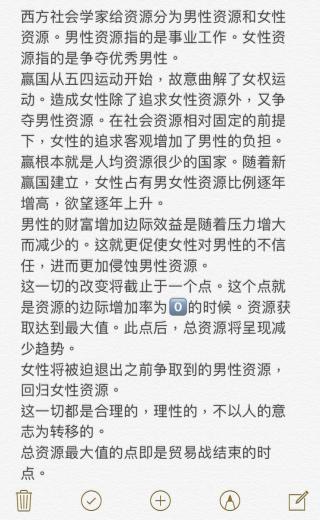 西方社会学家给资源分为男性资源和女性
资源。男性资源指的是事业工作。女性资
源指的是争夺优秀男性。
赢国从五四运动开始，故意曲解了女权运
动。造成女性除了追求女性资源外，又争
夺男性资源。在社会资源相对固定的前提
下，女性的追求客观增加了男性的负担。
赢根本就是人均资源很少的国家。随着新
赢国建立，女性占有男女性资源比例逐年
增高，欲望逐年上升。
男性的财富增加边际效益是随着压力增大
而减少的。这就更促使女性对男性的不信
任，进而更加侵蚀男性资源。
这一切的改变将截止于一个点。这个点就
是资源的边际增加率为0️⃣的时候。资源获
取达到最大值。此点后，总资源将呈现减
少趋势。
女性将被迫退出之前争取到的男性资源，
回归女性资源。
这一切都是合理的，理性的，不以人的意
志为转移的。
总资源最大值的点即是贸易战结束的时
点。